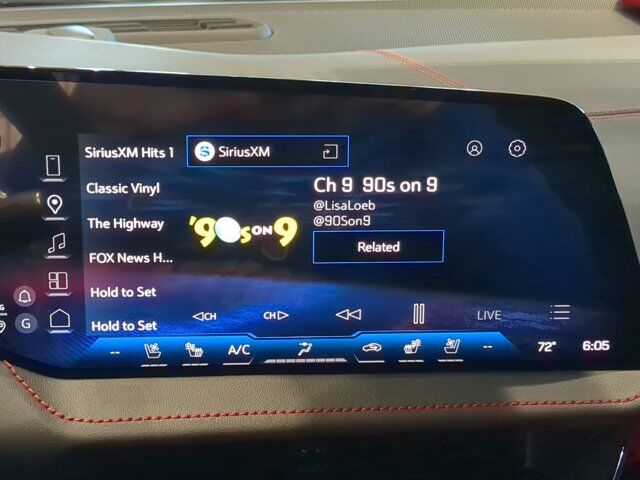 SiriusXM Hits 1
SiriusXM
Classic Vinyl
Ch 9 90s on 9
@LisaLoeb
@90Son9
The Highway
'90s ON 9
Related
FOX News H...
Hold to Set
Hold to Set
G
◁CH
CH▷
LIVE
--
A/C
--
72°
6:05